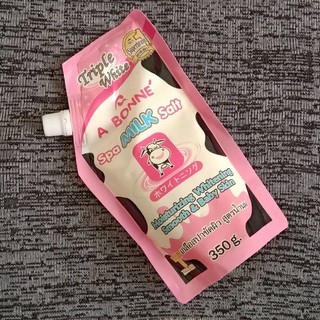 Triple
White
A BONNE'
Spa MILK Salt
ホワイトニング
Moisturizing Whitening
Smooth & Baby Skin
350 g.